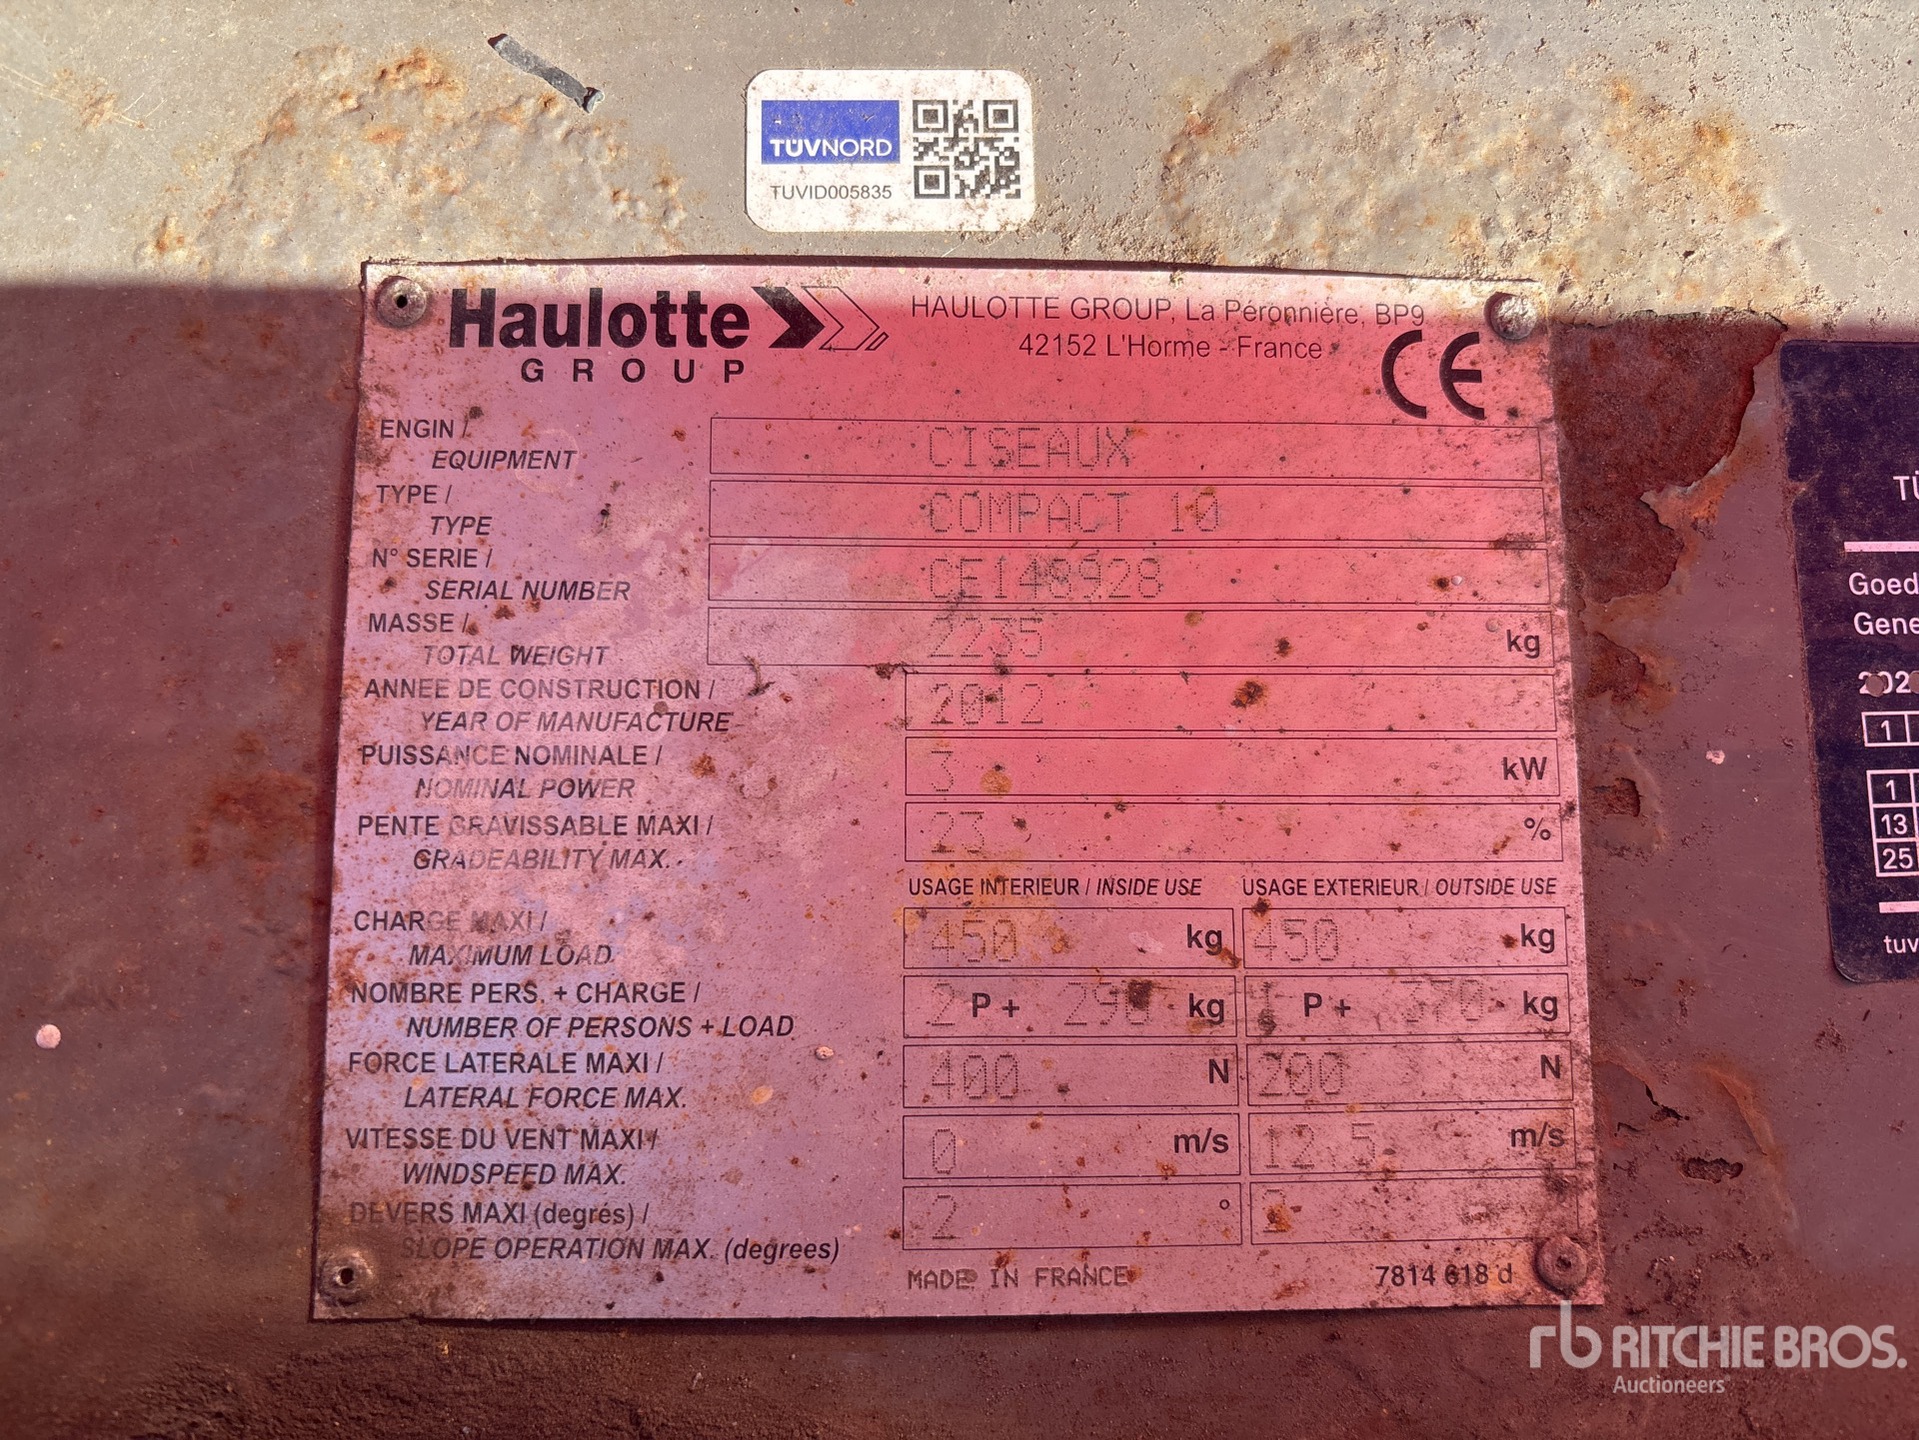 TÜVNORD
TUVID005835
Haulotte
GROUP
HAULOTTE GROUP, La Péronnière, BP9
42152 L'Horme - France
CE
ENGIN /
EQUIPMENT
CISEAUX
TYPE /
TYPE
COMPACT 10
N° SERIE /
SERIAL NUMBER
MASSE /
TOTAL WEIGHT
2235 kg
ANNEE DE CONSTRUCTION /
YEAR OF MANUFACTURE
2012
PUISSANCE NOMINALE /
NOMINAL POWER
3 kW
PENTE GRAVISSABLE MAXI /
GRADEABILITY MAX.
23 %
USAGE INTERIEUR / INSIDE USE USAGE EXTERIEUR / OUTSIDE USE
CHARGE MAXI /
MAXIMUM LOAD
450 kg 450 kg
NOMBRE PERS. + CHARGE /
NUMBER OF PERSONS + LOAD
2 P + 290 kg 1 P + 370 kg
FORCE LATERALE MAXI /
LATERAL FORCE MAX.
400 N 200 N
VITESSE DU VENT MAXI /
WINDSPEED MAX.
0 m/s 12.5 m/s
DEVERS MAXI (degrés) /
SLOPE OPERATION MAX. (degrees)
2 °
MADE IN FRANCE
7814 618 d
Goed
Gene
1
1
13
25
tuv
rb RITCHIE BROS.
Auctioneers